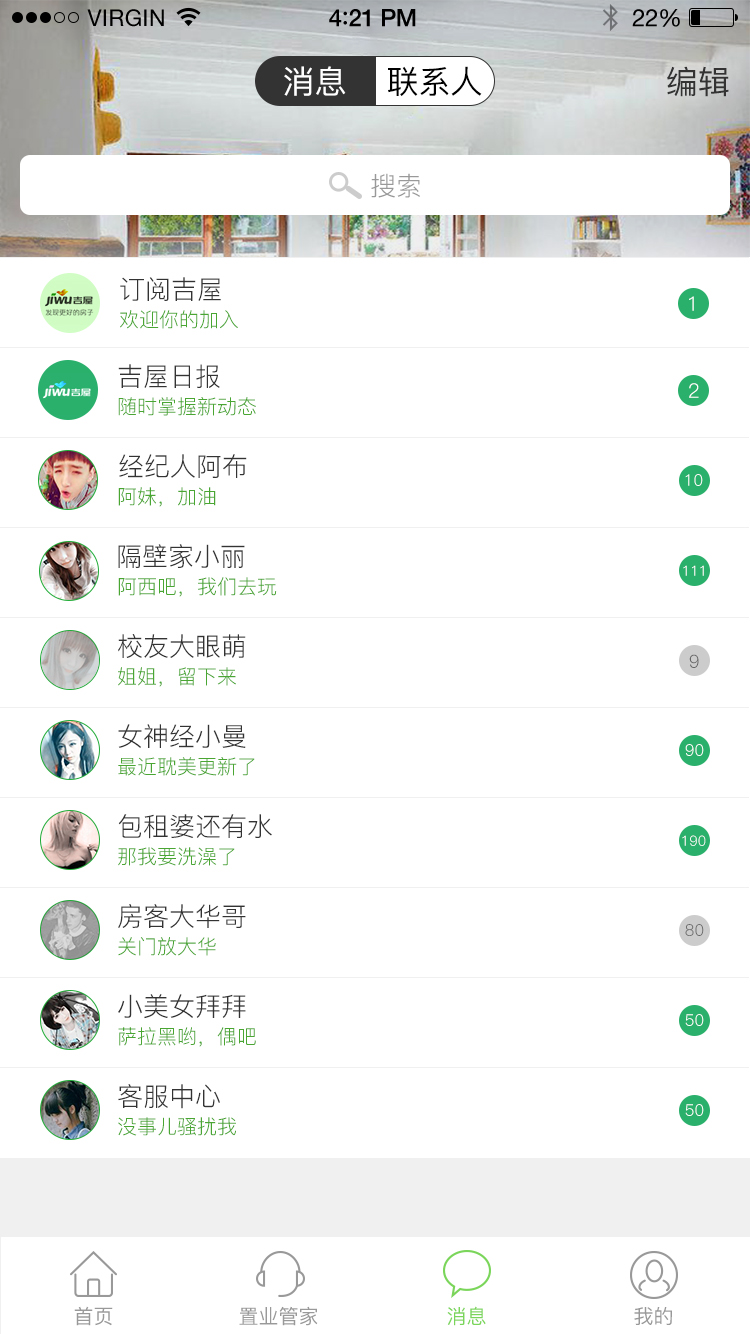 VIRGIN 4:21 PM 22%
消息 联系人 编辑
搜索
JIWU吉屋
发现更好的房子
订阅吉屋
欢迎你的加入
1
JIWU吉屋
吉屋日报
随时掌握新动态
2
经纪人阿布
阿妹，加油
10
隔壁家小丽
阿西吧，我们去玩
111
校友大眼萌
姐姐，留下来
9
女神经小曼
最近耽美更新了
90
包租婆还有水
那我要洗澡了
190
房客大华哥
关门放大华
80
小美女拜拜
萨拉黑哟，偶吧
50
客服中心
没事儿骚扰我
50
首页 置业管家 消息 我的